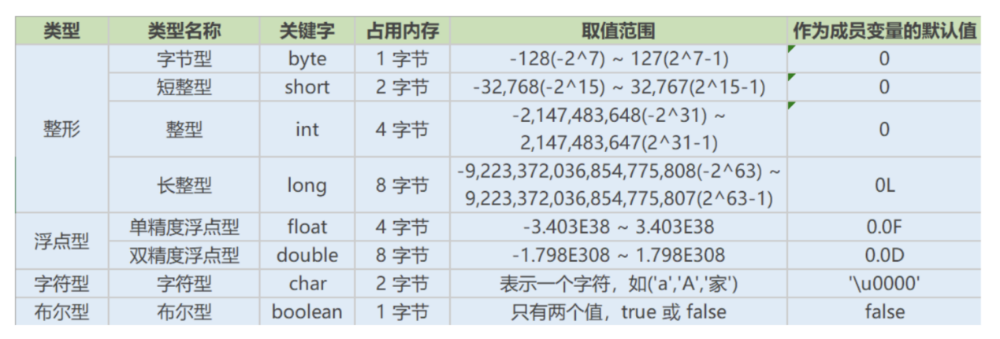 类型 类型名称 关键字 占用内存 取值范围 作为成员变量的默认值
整形
字节型 byte 1 字节 -128(-2^7) ~ 127(2^7-1) 0
短整型 short 2 字节 -32,768(-2^15) ~ 32,767(2^15-1) 0
整型 int 4 字节 -2,147,483,648(-2^31) ~
2,147,483,647(2^31-1) 0
长整型 long 8 字节 -9,223,372,036,854,775,808(-2^63) ~
9,223,372,036,854,775,807(2^63-1) 0L
浮点型
单精度浮点型 float 4 字节 -3.403E38 ~ 3.403E38 0.0F
双精度浮点型 double 8 字节 -1.798E308 ~ 1.798E308 0.0D
字符型 字符型 char 2 字节 表示一个字符，如('a','A','家') '\u0000'
布尔型 布尔型 boolean 1 字节 只有两个值，true 或 false false